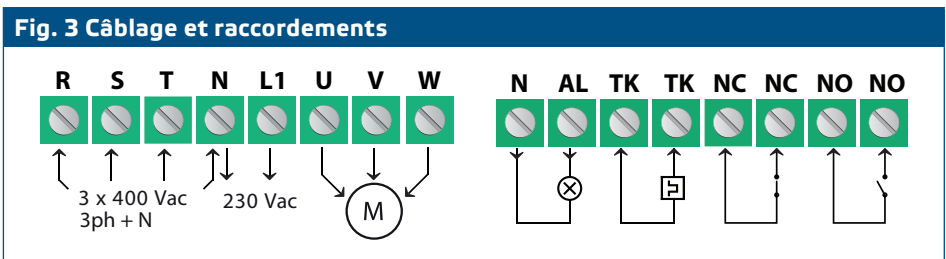 Fig. 3 Câblage et raccordements
R S T N L1 U V W
N AL TK TK NC NC NO NO
3 x 400 Vac
3ph + N
230 Vac
M